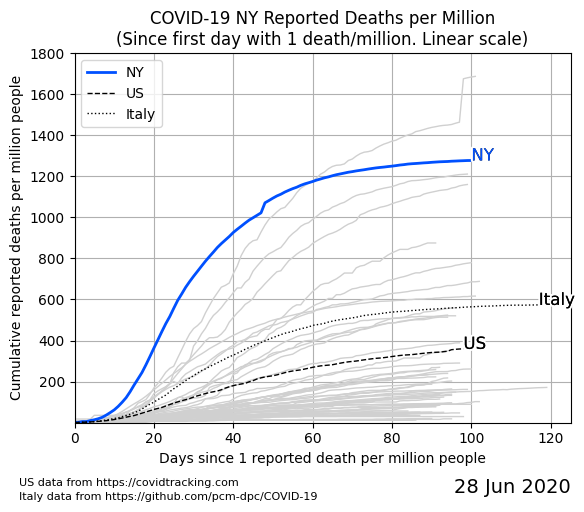 COVID-19 NY Reported Deaths per Million
(Since first day with 1 death/million. Linear scale)
Cumulative reported deaths per million people
1800
1600
1400
1200
1000
800
600
400
200
NY
US
Italy
NY
Italy
US
0
20
40
60
80
100
120
Days since 1 reported death per million people
US data from https://covidtracking.com
Italy data from https://github.com/pcm-dpc/COVID-19
28 Jun 2020